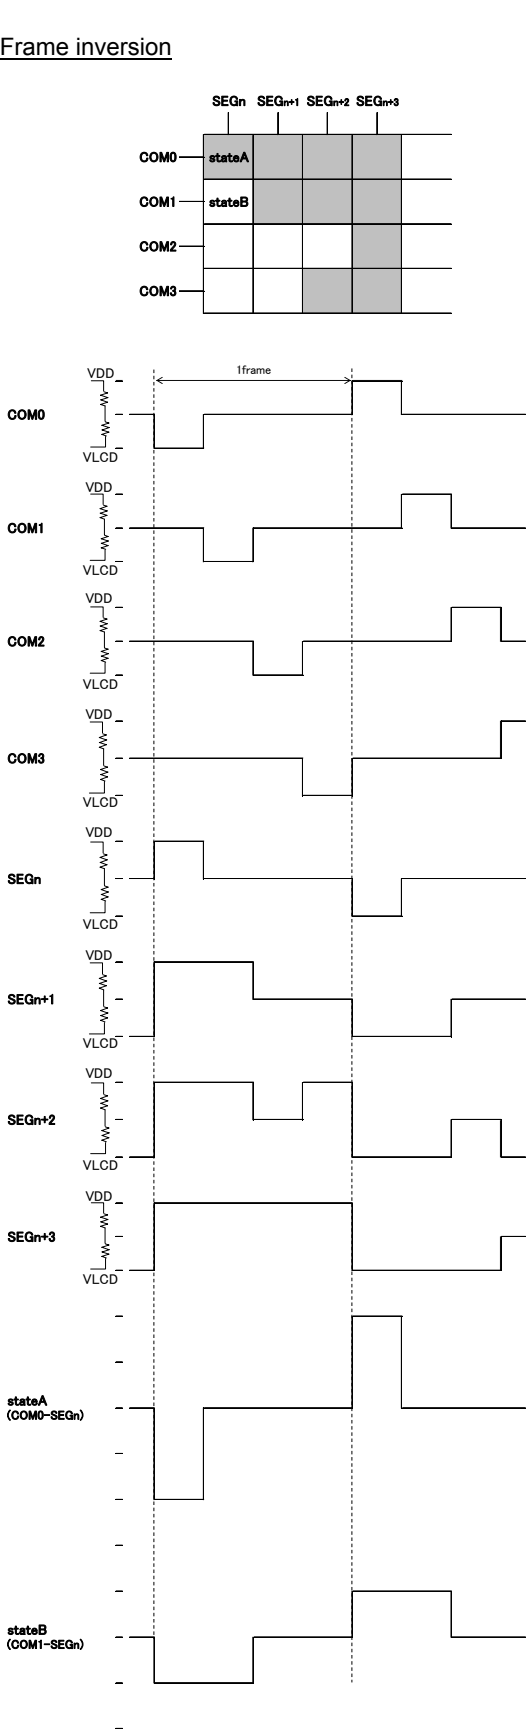 Frame inversion
SEGn SEGn+1 SEGn+2 SEGn+3
COM0 stateA
COM1 stateB
COM2
COM3
1frame
VDD
COM0
VLCD
VDD
COM1
VLCD
VDD
COM2
VLCD
VDD
COM3
VLCD
VDD
SEGn
VLCD
VDD
SEGn+1
VLCD
VDD
SEGn+2
VLCD
VDD
SEGn+3
VLCD
stateA
(COM0-SEGn)
stateB
(COM1-SEGn)